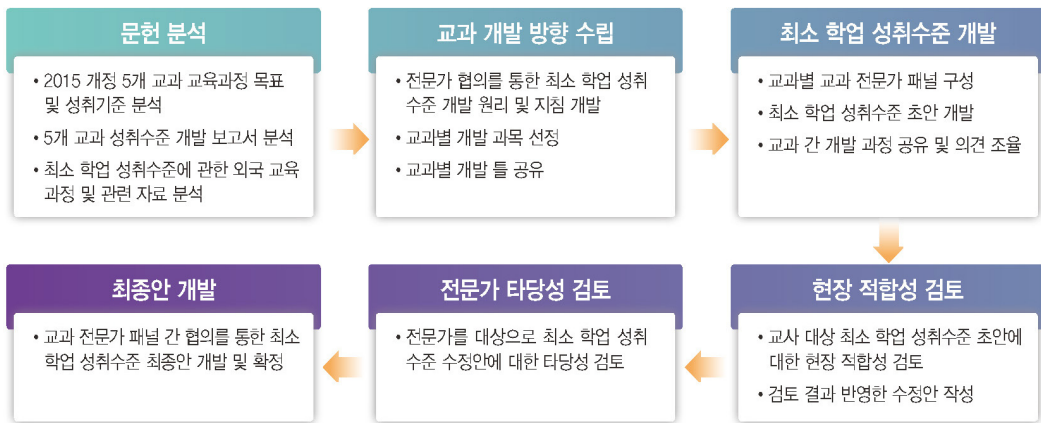 문헌 분석
• 2015 개정 5개 교과 교육과정 목표
및 성취기준 분석
• 5개 교과 성취수준 개발 보고서 분석
• 최소 학업 성취수준에 관한 외국 교육
과정 및 관련 자료 분석
교과 개발 방향 수립
• 전문가 협의를 통한 최소 학업 성취
수준 개발 원리 및 지침 개발
• 교과별 개발 과목 선정
• 교과별 개발 틀 공유
최소 학업 성취수준 개발
• 교과별 교과 전문가 패널 구성
• 최소 학업 성취수준 초안 개발
• 교과 간 개발 과정 공유 및 의견 조율
현장 적합성 검토
• 교사 대상 최소 학업 성취수준 초안에
대한 현장 적합성 검토
• 검토 결과 반영한 수정안 작성
전문가 타당성 검토
• 전문가를 대상으로 최소 학업 성취
수준 수정안에 대한 타당성 검토
최종안 개발
• 교과 전문가 패널 간 협의를 통한 최소
학업 성취수준 최종안 개발 및 확정